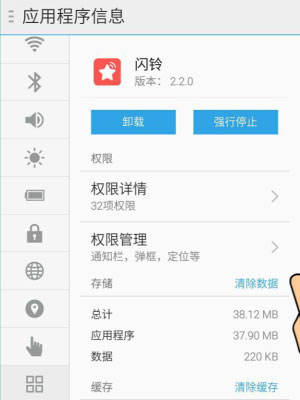 应用程序信息
闪铃
版本： 2.2.0
卸载 强行停止
权限
权限详情
32项权限
权限管理
通知栏，弹框，定位等
存储 清除数据
总计 38.12 MB
应用程序 37.90 MB
数据 220 KB
缓存 清除缓存